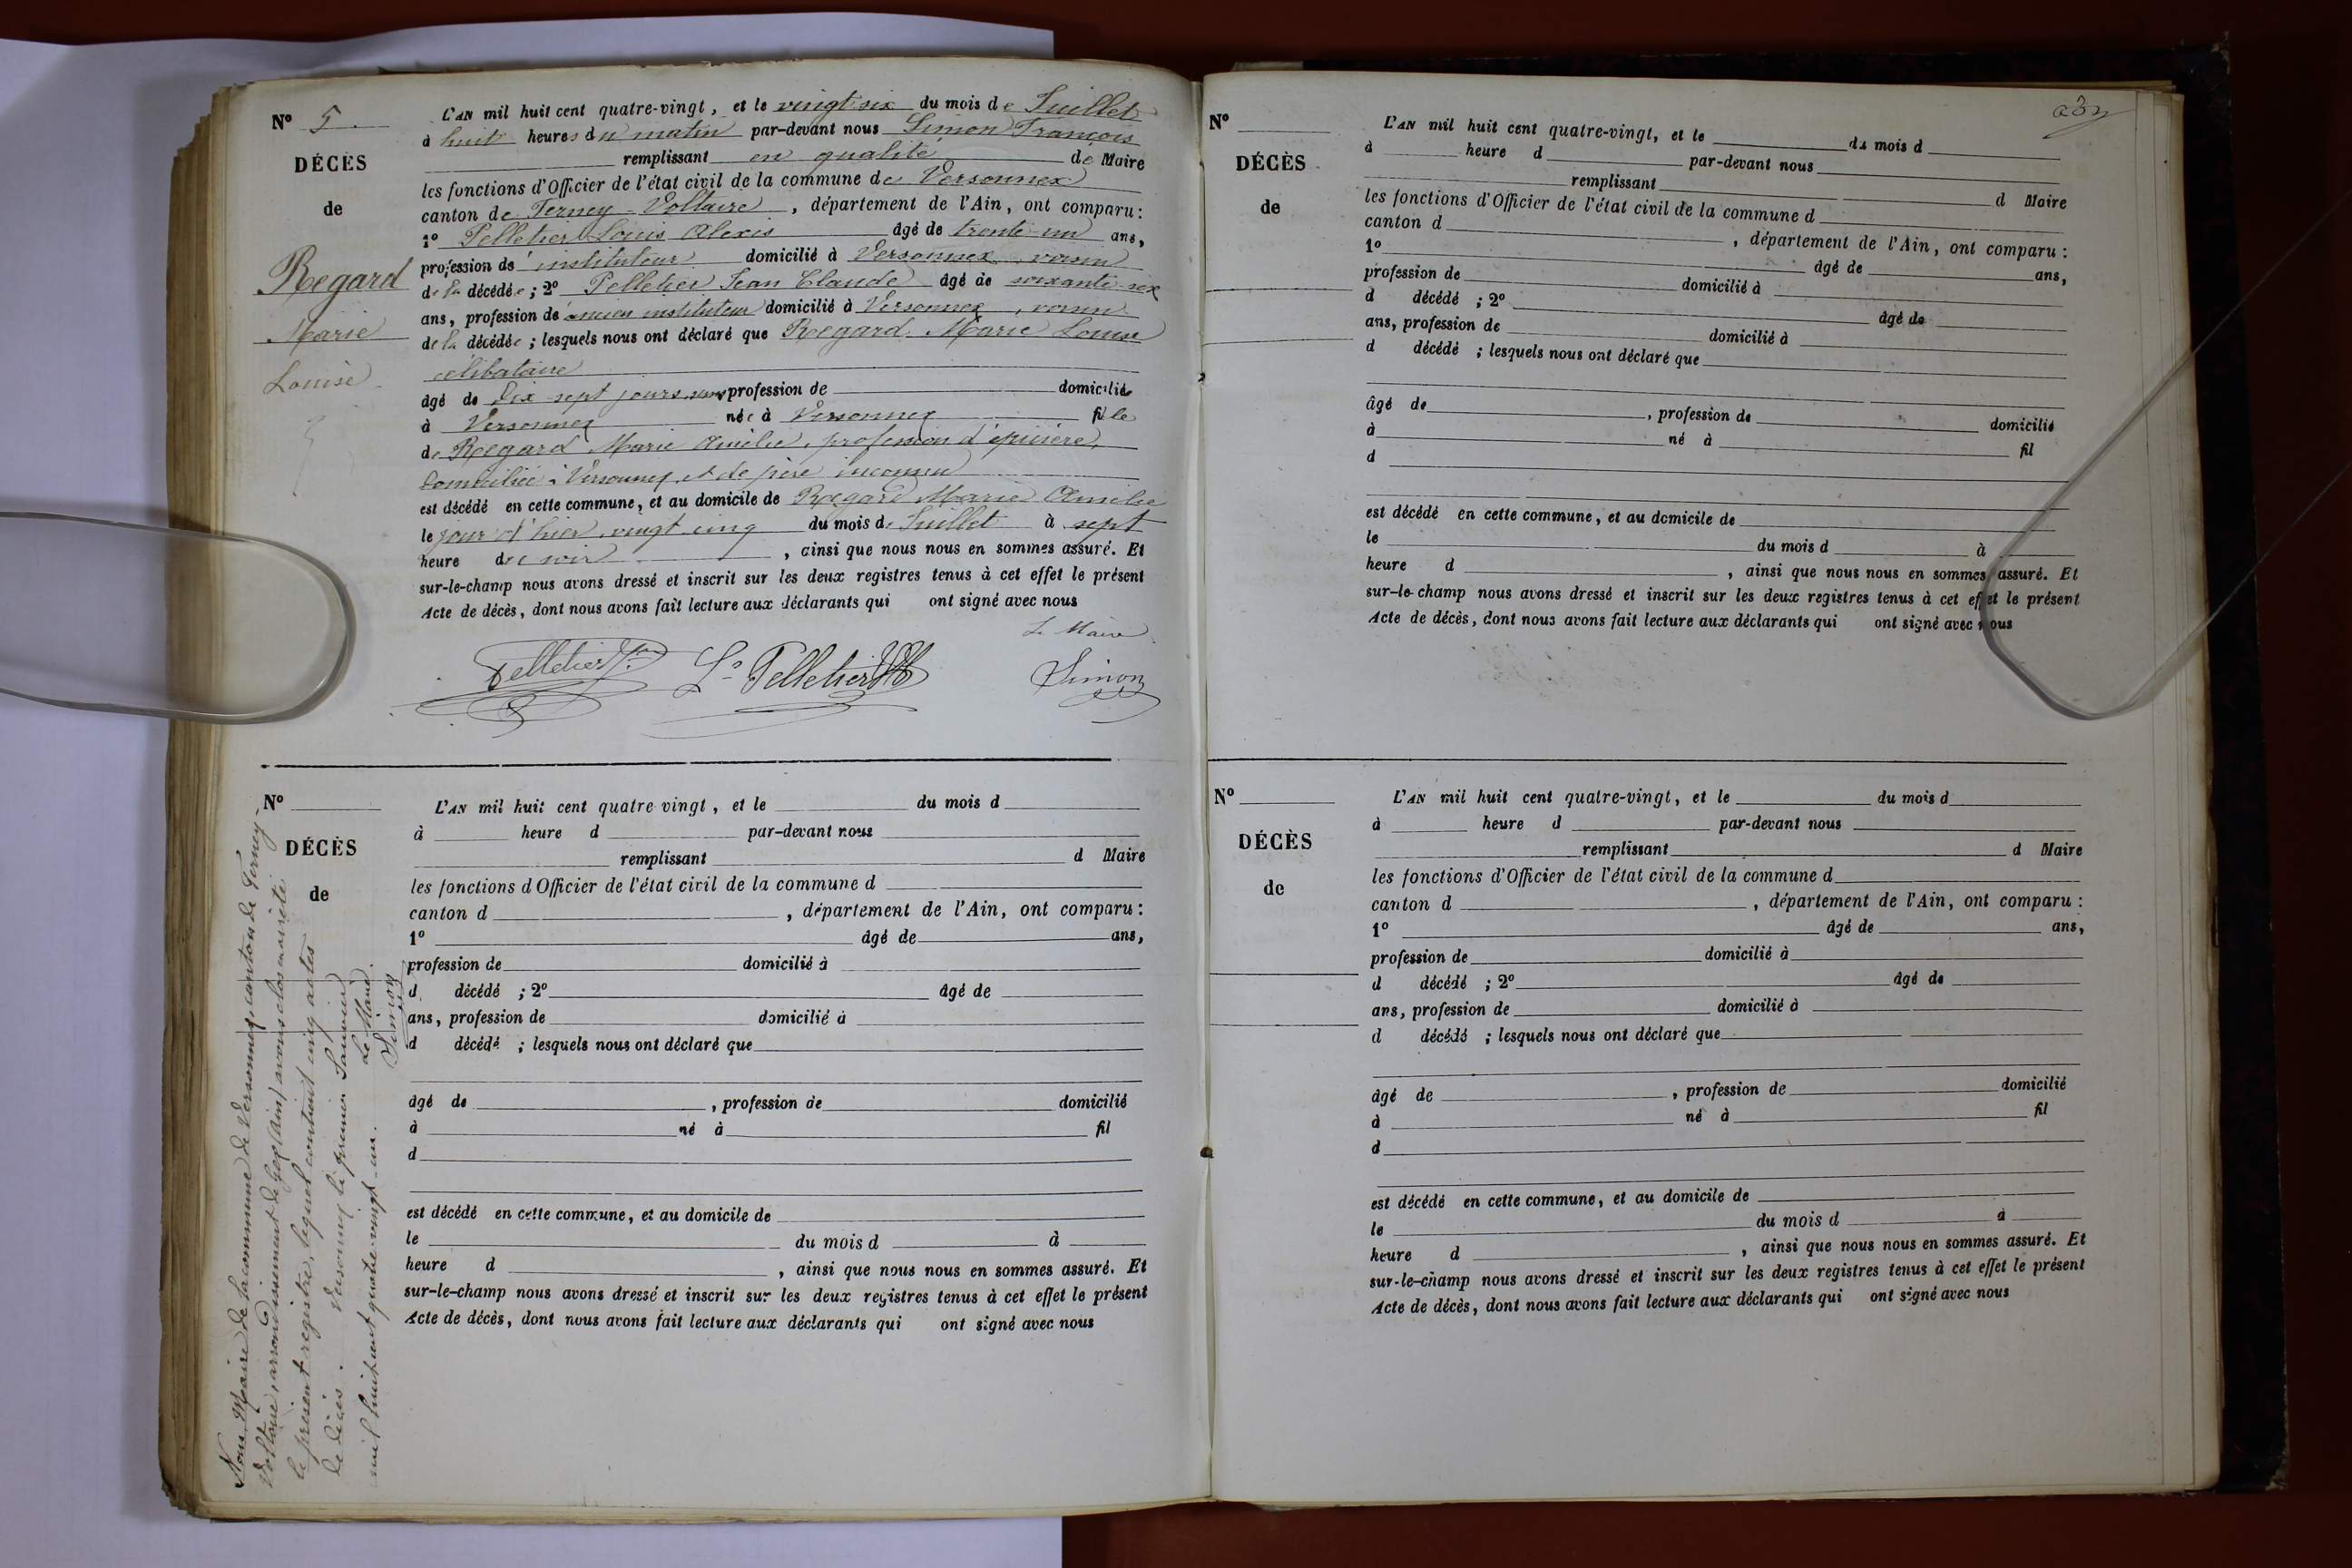 N° 5
DÉCÈS
de
Regard
Marie
Louise
L'AN mil huit cent quatre-vingt, et le vingt six du mois de Juillet
à huit heures du matin par-devant nous Simon François
remplissant en qualité de Maire
les fonctions d'Officier de l'état civil de la commune de Versonnex
canton de Ferney-Voltaire, département de l'Ain, ont comparu:
1° Pelletier Louis Alexis âgé de trente-un ans,
profession de instituteur domicilié à Versonnex, voisin
de la décédée; 2° Pelletier Jean Claude âgé de soixante-six
ans, profession de ancien instituteur domicilié à Versonnex, voisin
de la décédée; lesquels nous ont déclaré que Regard Marie Louise
célibataire
âgé de dix sept jours, sans profession de domicilié
à Versonnex née à Versonnex fille
de Regard Marie Amélie, profession d'épicière,
domiciliée à Versonnex et de père inconnu
est décédé en cette commune, et au domicile de Regard Marie Amélie
le jour d'hier, vingt cinq du mois de Juillet à sept
heure du soir, ainsi que nous nous en sommes assuré. Et
sur-le-champ nous avons dressé et inscrit sur les deux registres tenus à cet effet le présent
Acte de décès, dont nous avons fait lecture aux déclarants qui ont signé avec nous
Le Maire
Pelletier Ls Pelletier Simon
N°
DÉCÈS
de
L'AN mil huit cent quatre-vingt, et le du mois d
à heure d par-devant nous
remplissant d Maire
les fonctions d'Officier de l'état civil de la commune d
canton d , département de l'Ain, ont comparu:
1° âgé de ans,
profession de domicilié à
d décédé ; 2° âgé de
ans, profession de domicilié à
d décédé ; lesquels nous ont déclaré que
âgé de , profession de domicilié
à né à fil
d
est décédé en cette commune, et au domicile de
le du mois d à
heure d , ainsi que nous nous en sommes assuré. Et
sur-le-champ nous avons dressé et inscrit sur les deux registres tenus à cet effet le présent
Acte de décès, dont nous avons fait lecture aux déclarants qui ont signé avec nous
Nous, Maire de la commune de Versonnex, canton de Ferney-
Voltaire, arrondissement de Gex (Ain) avons clos et arrêté
le présent registre, lequel contient cinq actes
de décès. Versonnex le premier Janvier
mil huit cent quatre-vingt-un.
Le Maire
Simon
N°
DÉCÈS
de
L'AN mil huit cent quatre-vingt, et le du mois d
à heure d par-devant nous
remplissant d Maire
les fonctions d'Officier de l'état civil de la commune d
canton d , département de l'Ain, ont comparu:
1° âgé de ans,
profession de domicilié à
d décédé ; 2° âgé de
ans, profession de domicilié à
d décédé ; lesquels nous ont déclaré que
âgé de , profession de domicilié
à né à fil
d
est décédé en cette commune, et au domicile de
le du mois d à
heure d , ainsi que nous nous en sommes assuré. Et
sur-le-champ nous avons dressé et inscrit sur les deux registres tenus à cet effet le présent
Acte de décès, dont nous avons fait lecture aux déclarants qui ont signé avec nous
N°
DÉCÈS
de
L'AN mil huit cent quatre-vingt, et le du mois d
à heure d par-devant nous
remplissant d Maire
les fonctions d'Officier de l'état civil de la commune d
canton d , département de l'Ain, ont comparu :
1° âgé de ans,
profession de domicilié à
d décédé ; 2° âgé de
ans, profession de domicilié à
d décédé ; lesquels nous ont déclaré que
âgé de , profession de domicilié
à né à fil
d
est décédé en cette commune, et au domicile de
le du mois d à
heure d , ainsi que nous nous en sommes assuré. Et
sur-le-champ nous avons dressé et inscrit sur les deux registres tenus à cet effet le présent
Acte de décès, dont nous avons fait lecture aux déclarants qui ont signé avec nous